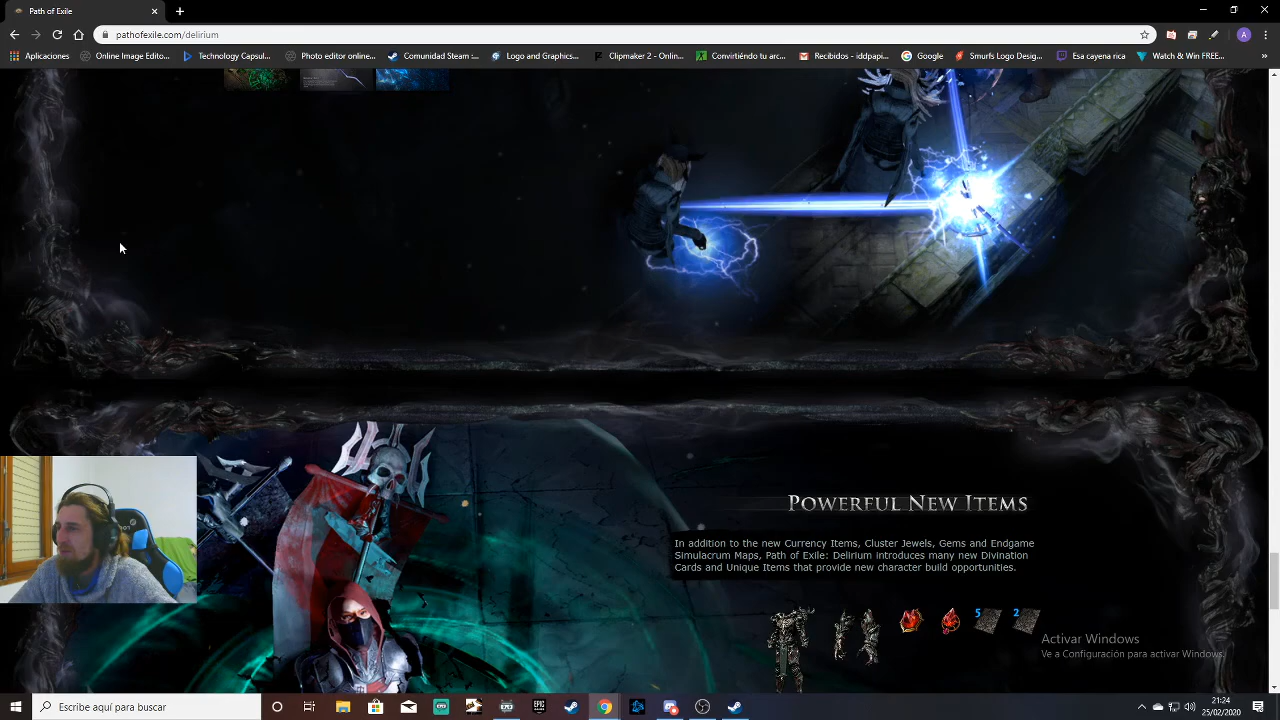 Path of Exile
pathofexile.com/delirium
A
Aplicaciones
Online Image Edito...
Technology Capsul...
Photo editor onlin...
Comunidad Steam :...
Logo and Graphics...
Clipmaker 2 - Onlin...
Convirtiéndo tu arc...
Recibidos — iddpapi...
Google
Smurfs Logo Desig...
Esa cayena rica
Watch & Win FREE...
Powerful New Items
In addition to the new Currency Items, Cluster Jewels, Gems and Endgame
Simulacrum Maps, Path of Exile: Delirium introduces many new Divination
Cards and Unique Items that provide new character build opportunities.
5
2
Activar Windows
Ve a Configuración para activar Windows.
Escribe aquí para buscar
EPIC
GAMES
21:24
25/02/2020